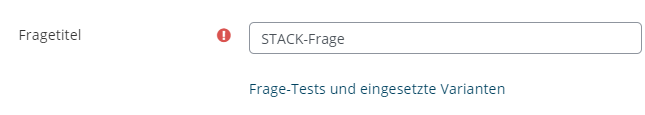 Fragetitel
STACK-Frage
Frage-Tests und eingesetzte Varianten